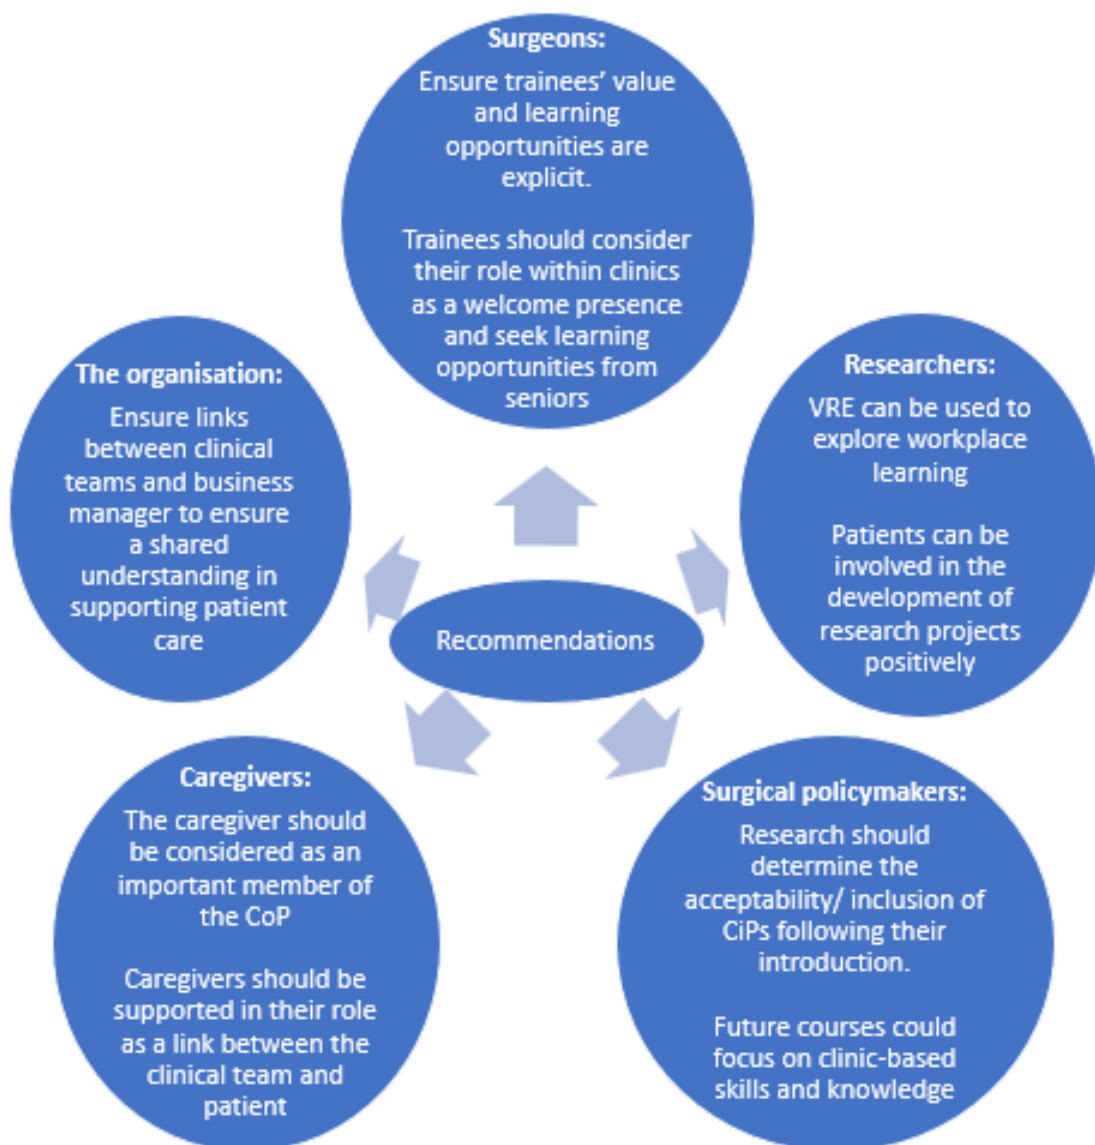 Surgeons:
Ensure trainees' value
and learning
opportunities are
explicit.
Trainees should consider
their role within clinics
as a welcome presence
and seek learning
opportunities from
seniors
The organisation:
Ensure links
between clinical
teams and business
manager to ensure
a shared
understanding in
supporting patient
care
Researchers:
VRE can be used to
explore workplace
learning
Patients can be
involved in the
development of
research projects
positively
Recommendations
Caregivers:
The caregiver should
be considered as an
important member of
the CoP
Caregivers should be
supported in their role
as a link between the
clinical team and
patient
Surgical policymakers:
Research should
determine the
acceptability/ inclusion of
CiPs following their
introduction.
Future courses could
focus on clinic-based
skills and knowledge